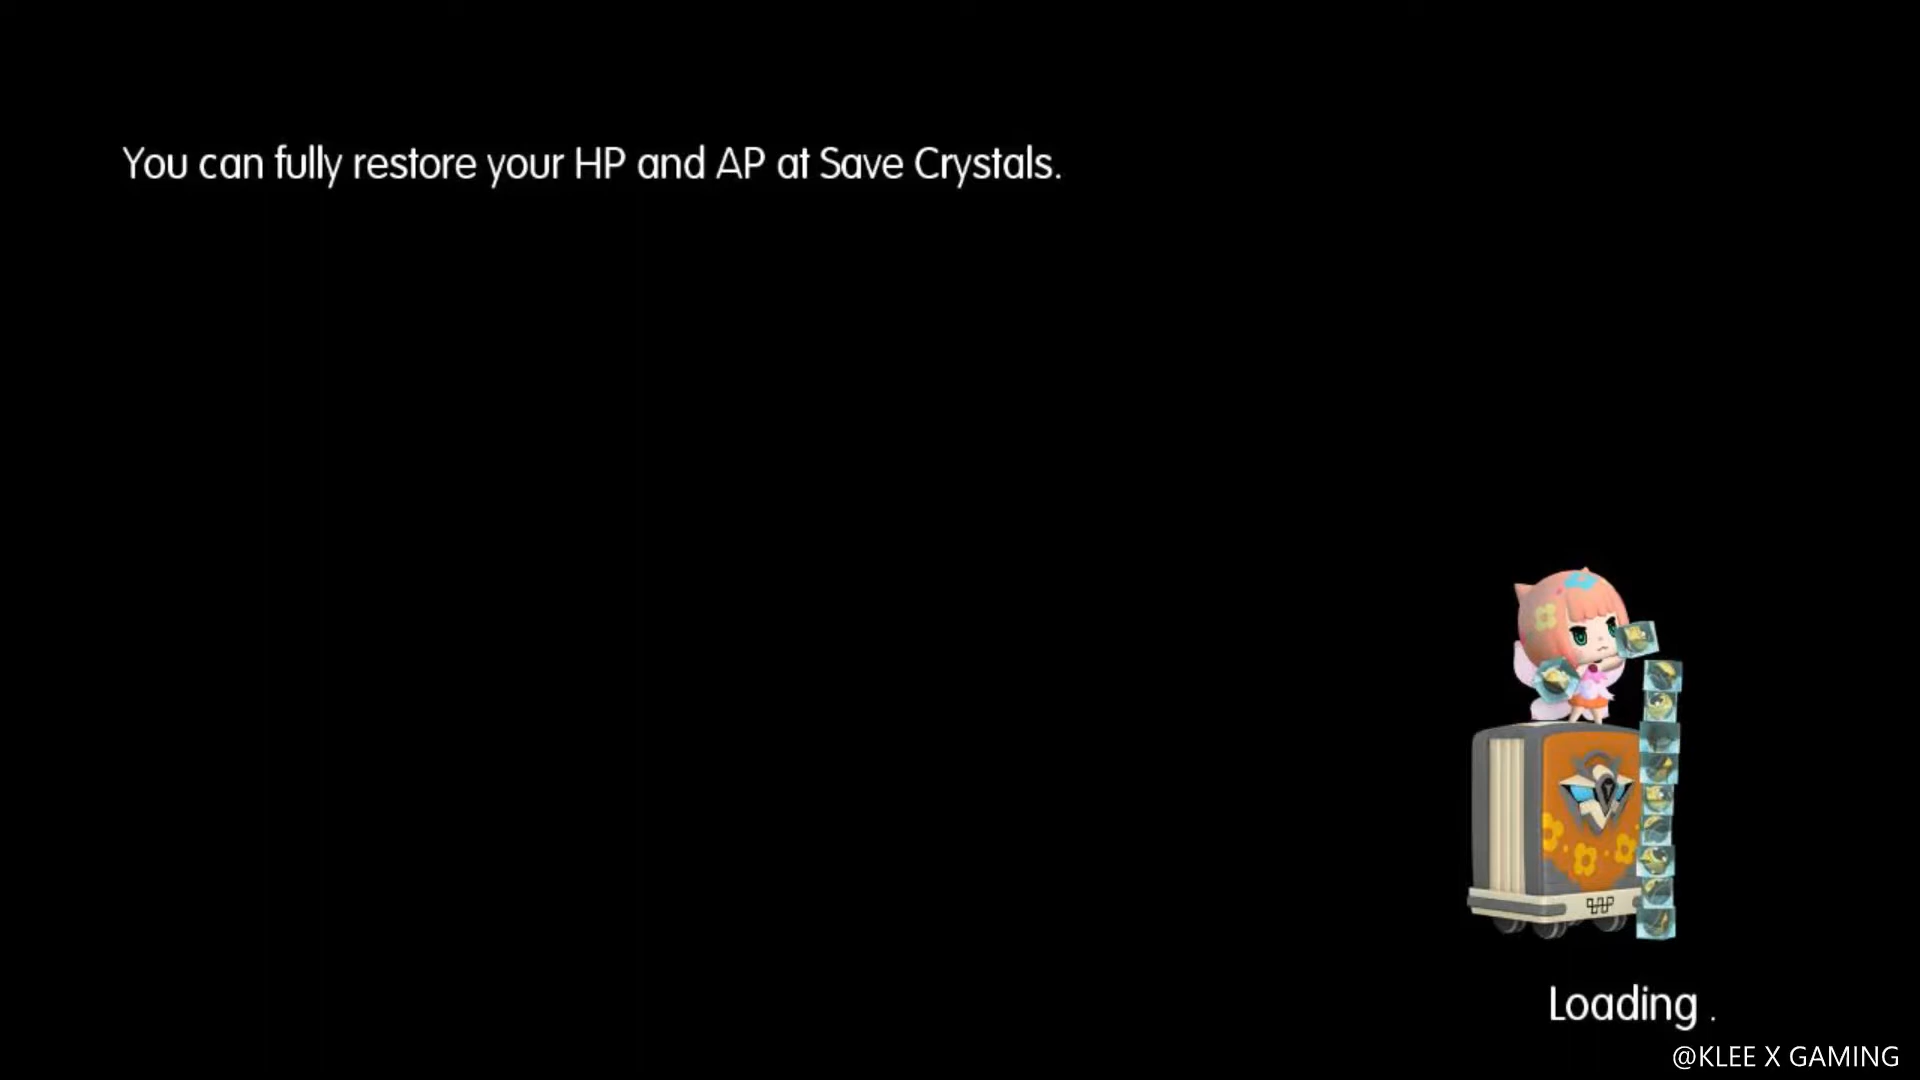 You can fully restore your HP and AP at Save Crystals.
Loading .
@KLEE X GAMING